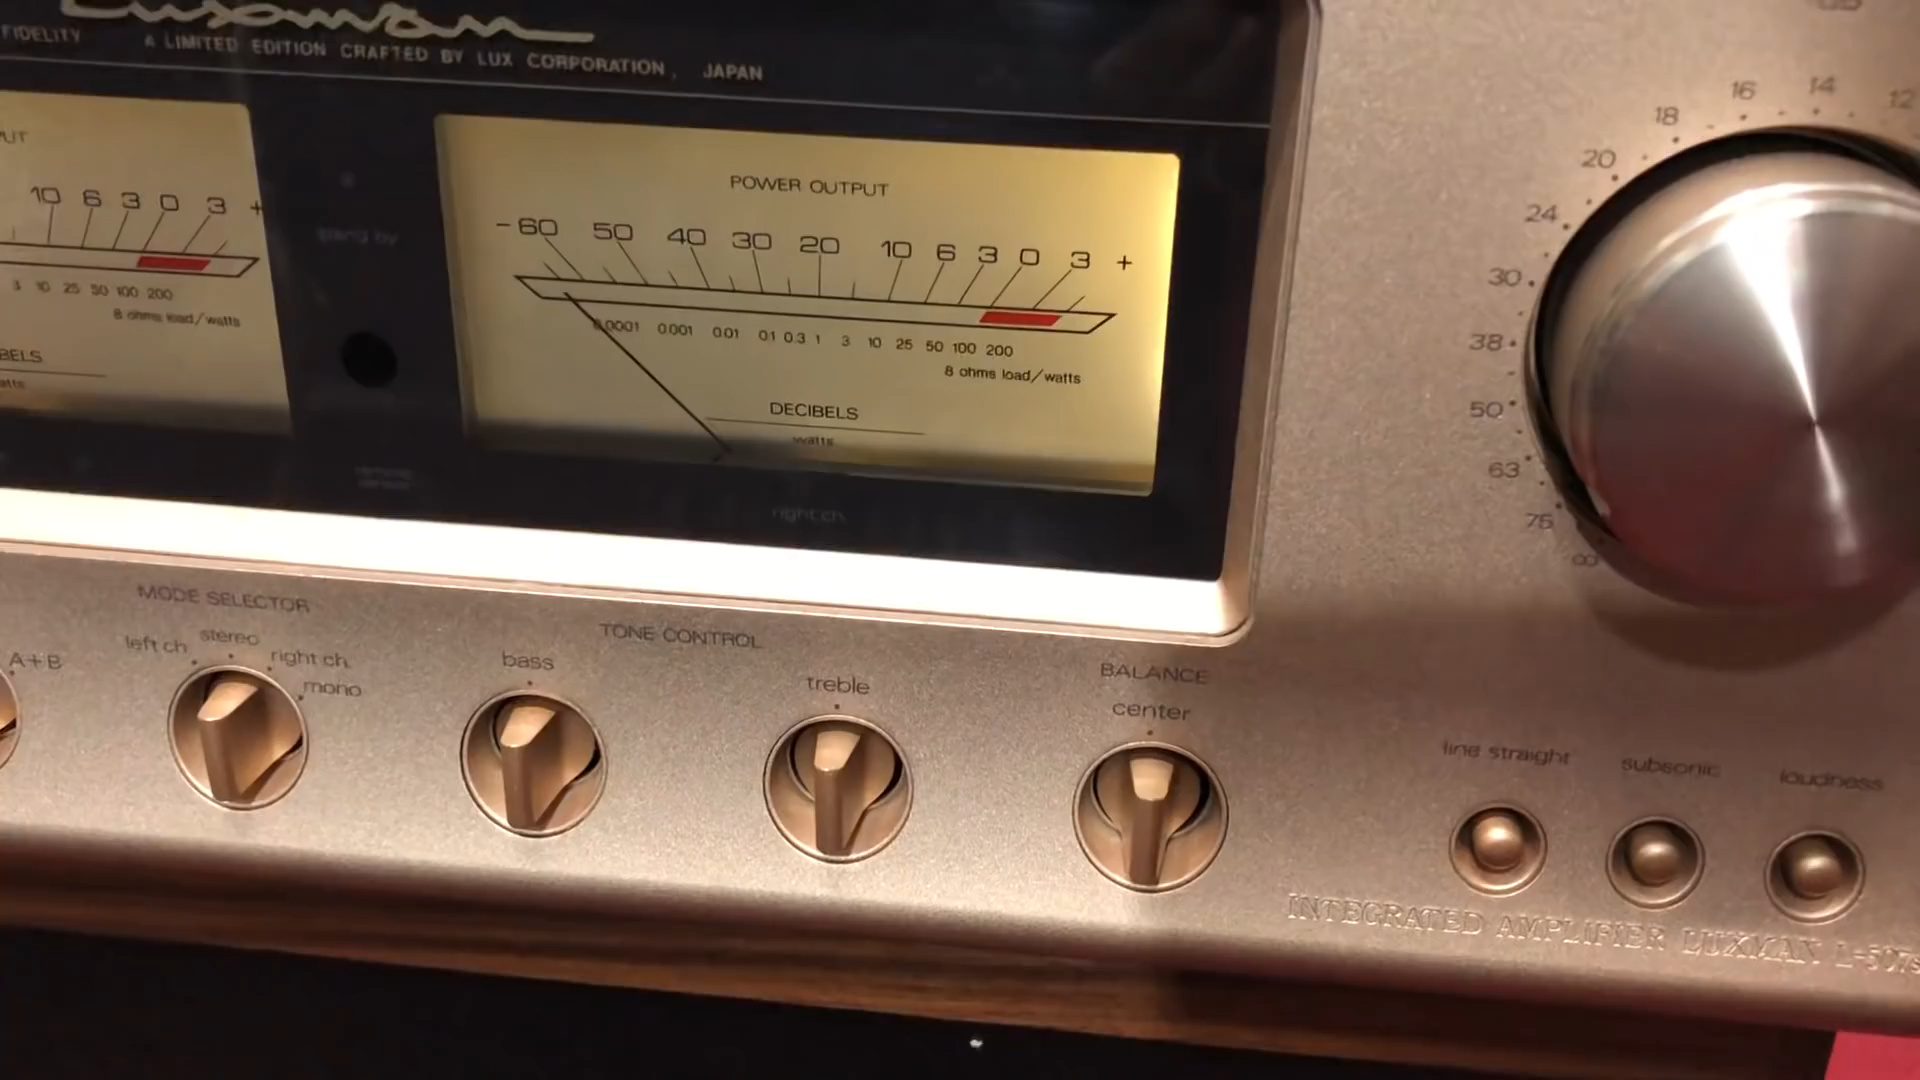 Luxman
FIDELITY A LIMITED EDITION CRAFTED BY LUX CORPORATION, JAPAN
10 6 3 0 3 +
3 10 25 50 100 200
8 ohms load/watts
POWER OUTPUT
- 60 50 40 30 20 10 6 3 0 3 +
0.0001 0.001 0.01 0.1 0.3 1 3 10 25 50 100 200
8 ohms load/watts
DECIBELS
watts
right ch.
12
14
16
18
20
24
30
38
50
63
75
∞
A+B
MODE SELECTOR
left ch. stereo right ch. mono
TONE CONTROL
bass
treble
BALANCE
center
line straight
subsonic
loudness
INTEGRATED AMPLIFIER LUXMAN L-507s